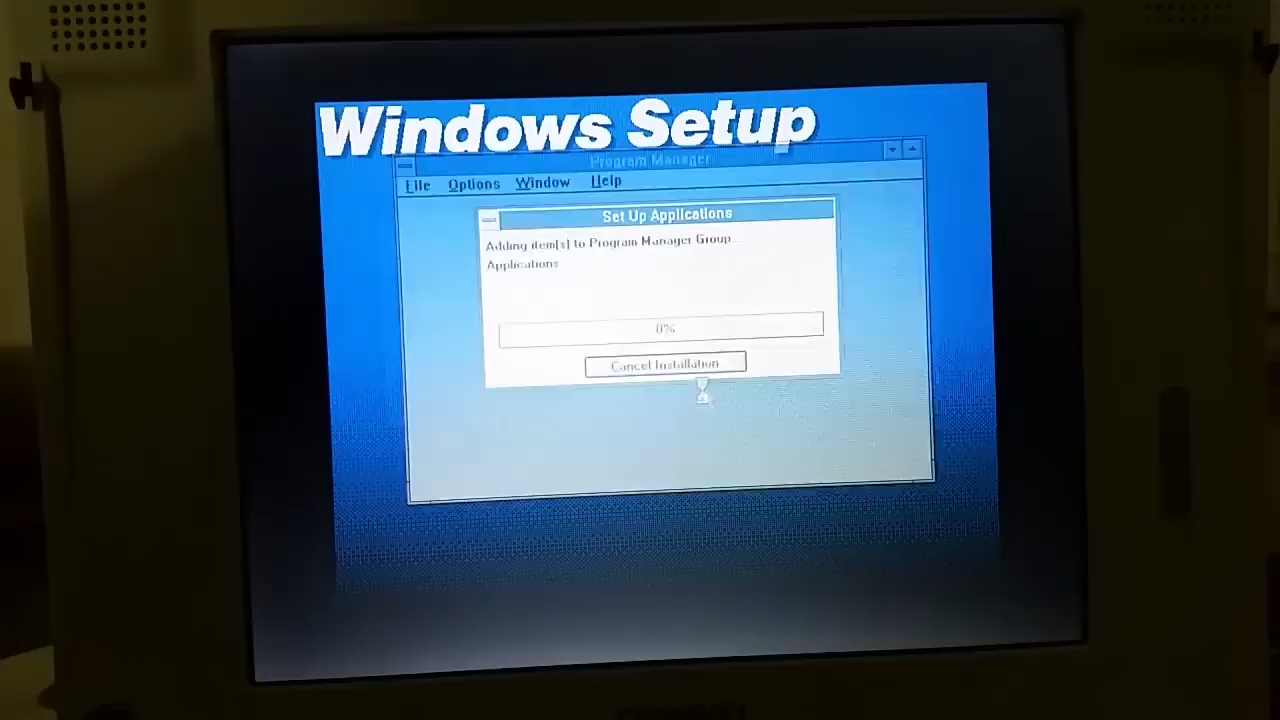 Windows Setup
Program Manager
File Options Window Help
Set Up Applications
Adding item(s) to Program Manager Group...
Applications
0%
Cancel Installation